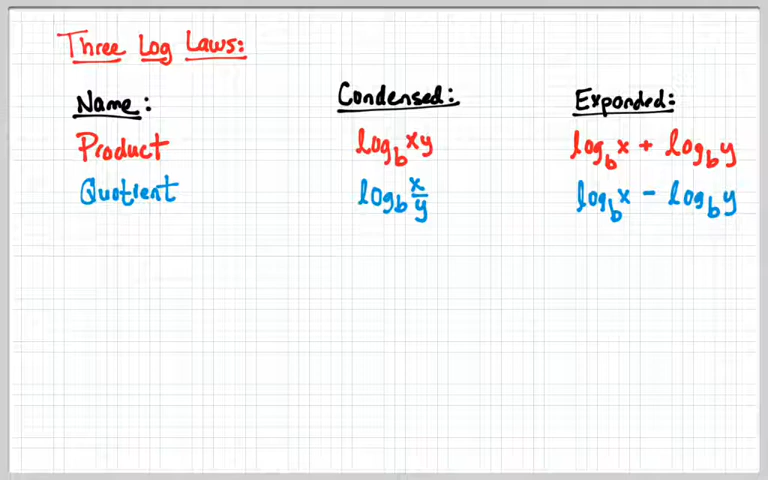 Three Log Laws:
Name: Condensed: Expanded:
Product log_b xy log_b x + log_b y
Quotient log_b x/y log_b x - log_b y